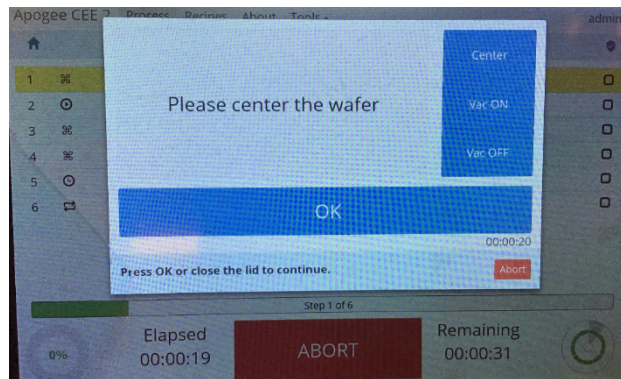 Apogee CEE 2 Process Recipes About Tools admin
Center
Please center the wafer
Vac ON
Vac OFF
1
2
3
4
5
6
OK
00:00:20
Press OK or close the lid to continue.
Abort
Step 1 of 6
0%
Elapsed
00:00:19
ABORT
Remaining
00:00:31